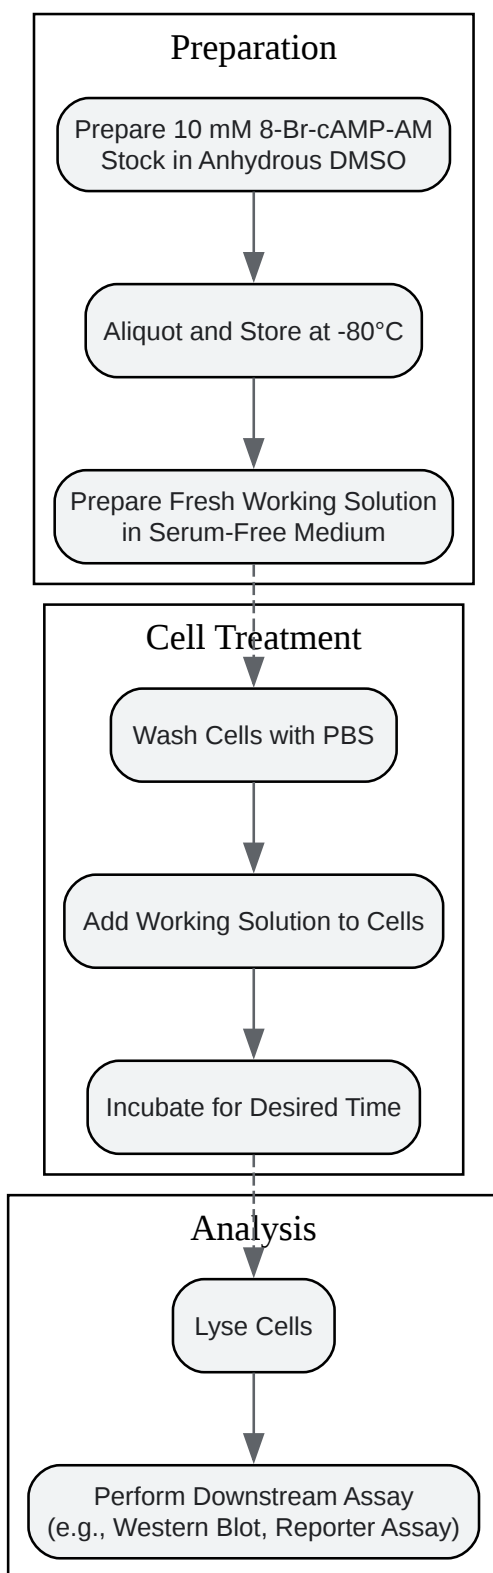 Preparation
Prepare 10 mM 8-Br-cAMP-AM
Stock in Anhydrous DMSO
Aliquot and Store at -80°C
Prepare Fresh Working Solution
in Serum-Free Medium
Cell Treatment
Wash Cells with PBS
Add Working Solution to Cells
Incubate for Desired Time
Analysis
Lyse Cells
Perform Downstream Assay
(e.g., Western Blot, Reporter Assay)